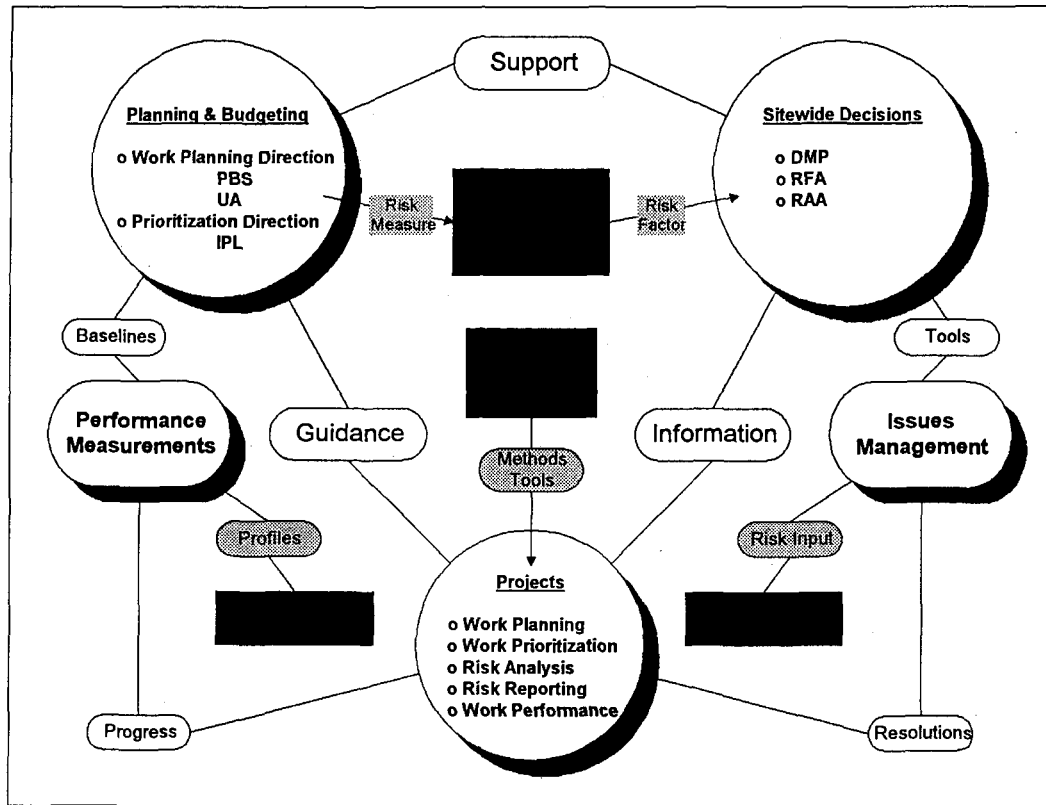 Support
Planning & Budgeting
o Work Planning Direction
PBS
UA
o Prioritization Direction
IPL
Sitewide Decisions
o DMP
o RFA
o RAA
Risk
Measure
Risk
Factor
Baselines
Tools
Performance
Measurements
Guidance
Information
Issues
Management
Methods
Tools
Profiles
Risk Input
Projects
o Work Planning
o Work Prioritization
o Risk Analysis
o Risk Reporting
o Work Performance
Progress
Resolutions